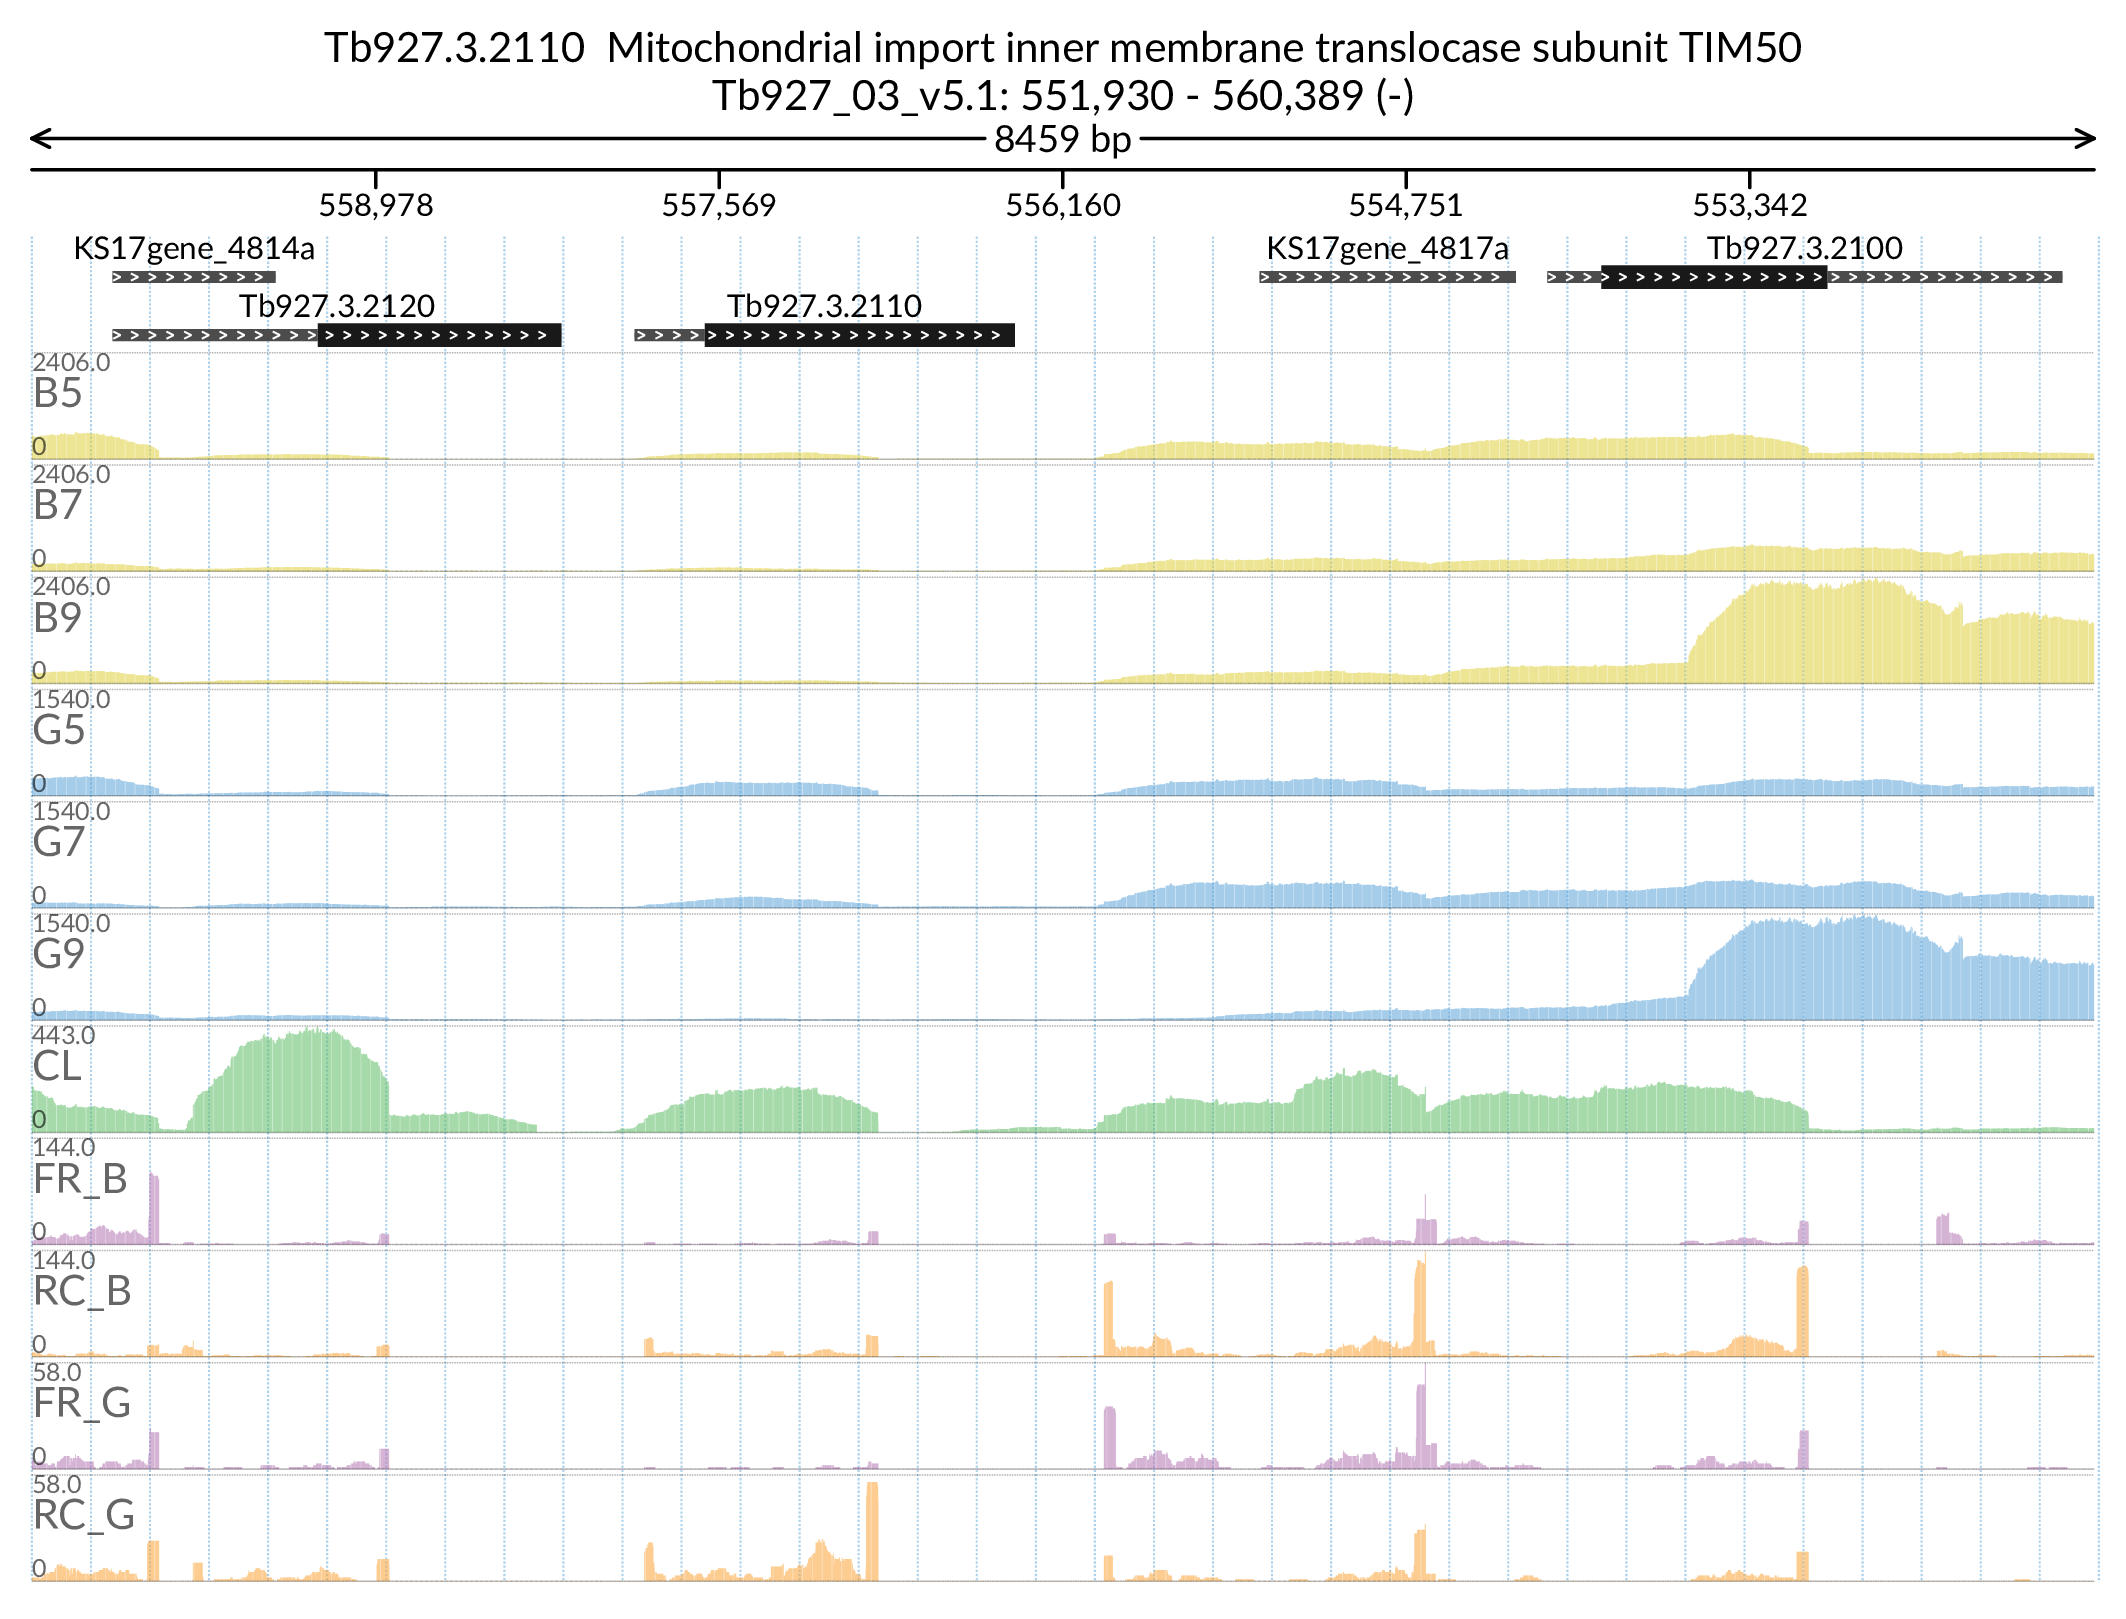 Tb927.3.2110  Mitochondrial import inner membrane translocase subunit TIM50
Tb927_03_v5.1: 551,930 - 560,389 (-)
8459 bp
558,978 557,569 556,160 554,751 553,342
KS17gene_4814a KS17gene_4817a Tb927.3.2100
Tb927.3.2120 Tb927.3.2110
2406.0
B5
0
2406.0
B7
0
2406.0
B9
0
1540.0
G5
0
1540.0
G7
0
1540.0
G9
0
443.0
CL
0
144.0
FR_B
0
144.0
RC_B
0
58.0
FR_G
0
58.0
RC_G
0